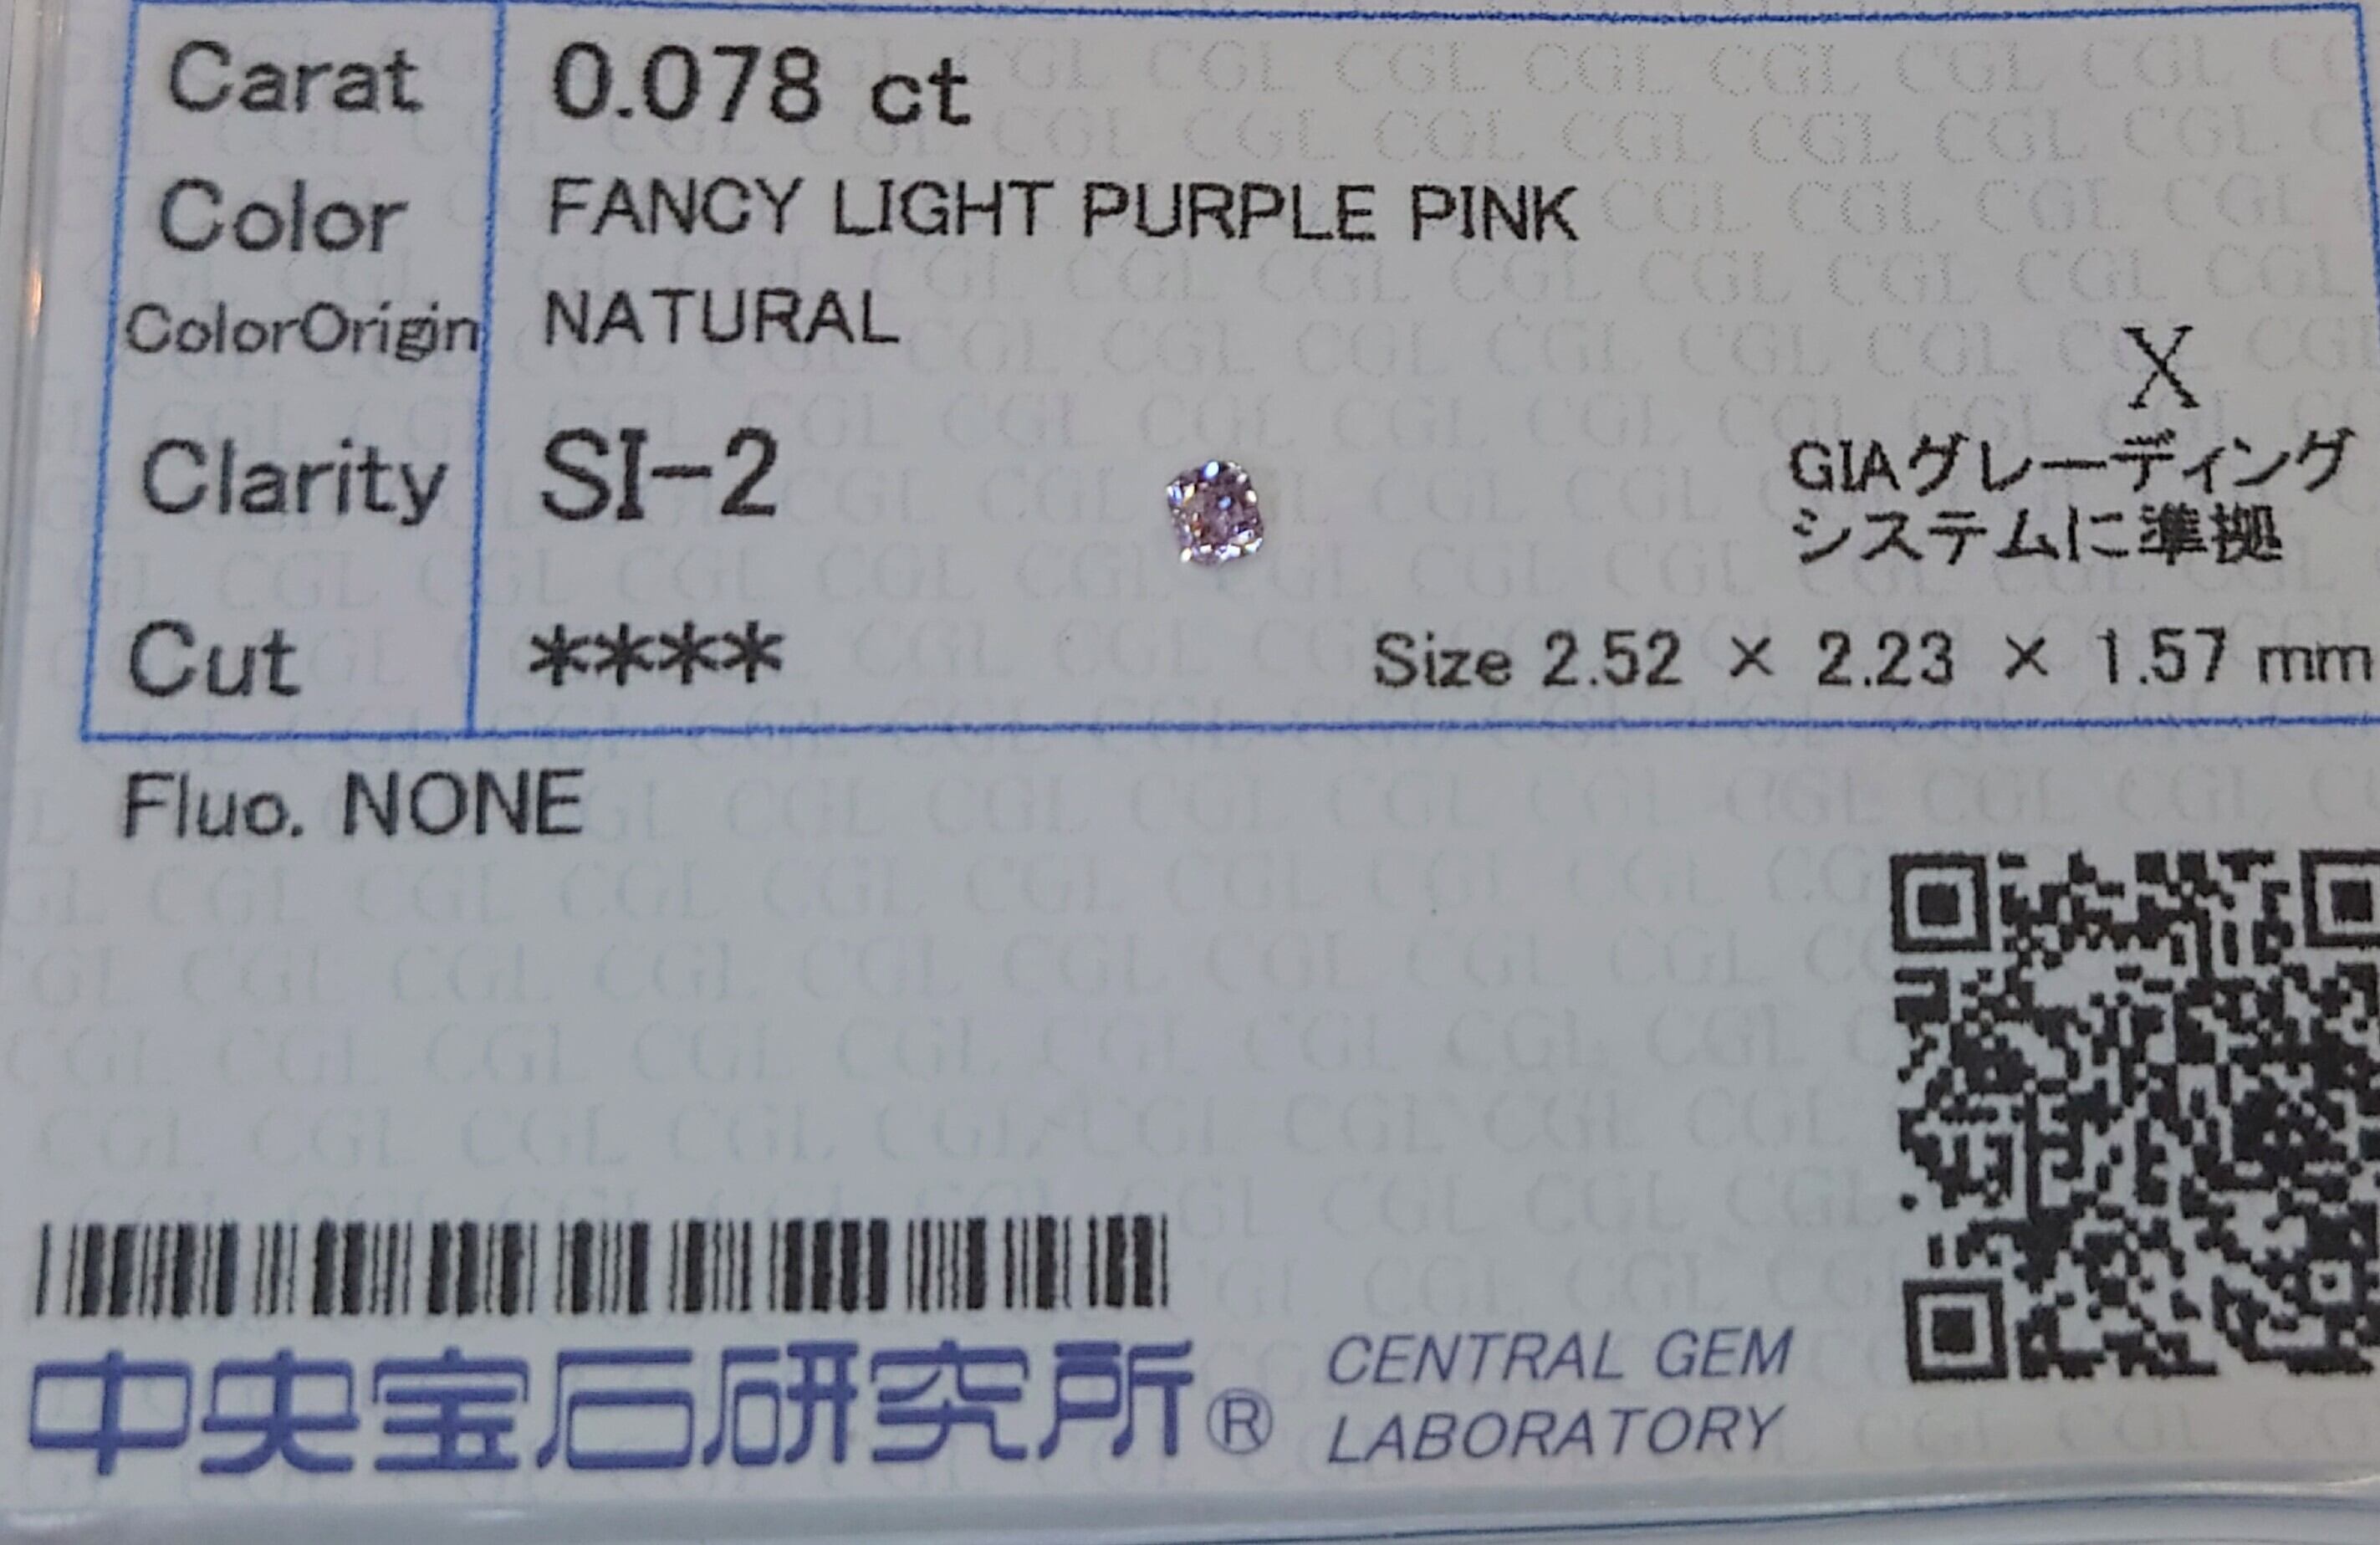 Carat 0.078 ct
Color FANCY LIGHT PURPLE PINK
ColorOrigin NATURAL
X
Clarity SI-2
GIAグレーディング
システムに準拠
Cut ****
Size 2.52 × 2.23 × 1.57 mm
Fluo. NONE
中央宝石研究所®
CENTRAL GEM
LABORATORY